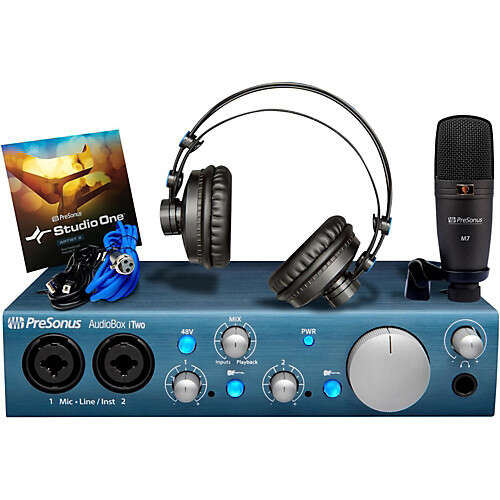 PreSonus
Studio One
ARTIST
PreSonus
M7
PreSonus AudioBox iTwo
48V
MIX
PWR
Inputs Playback
1
2
1 Mic • Line / Inst 2